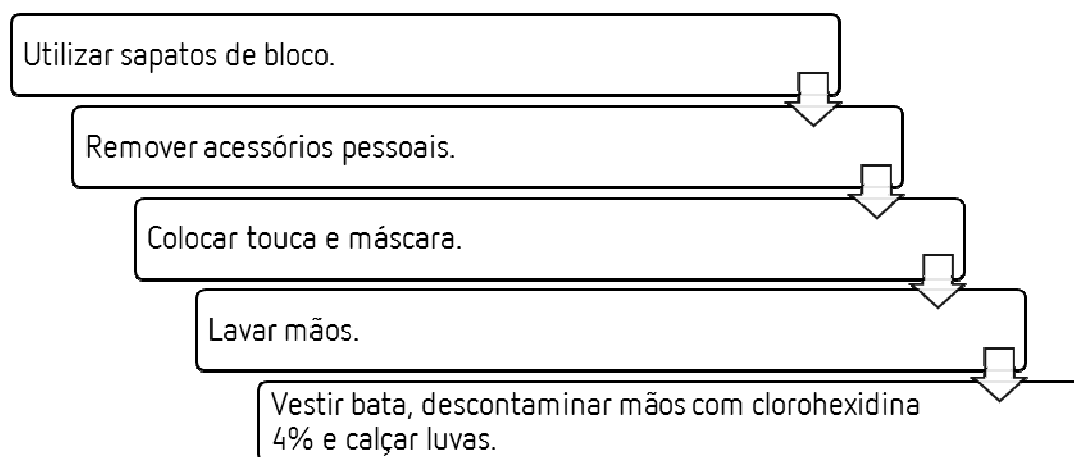 Utilizar sapatos de bloco.
Remover acessórios pessoais.
Colocar touca e máscara.
Lavar mãos.
Vestir bata, descontaminar mãos com clorohexidina
4% e calçar luvas.